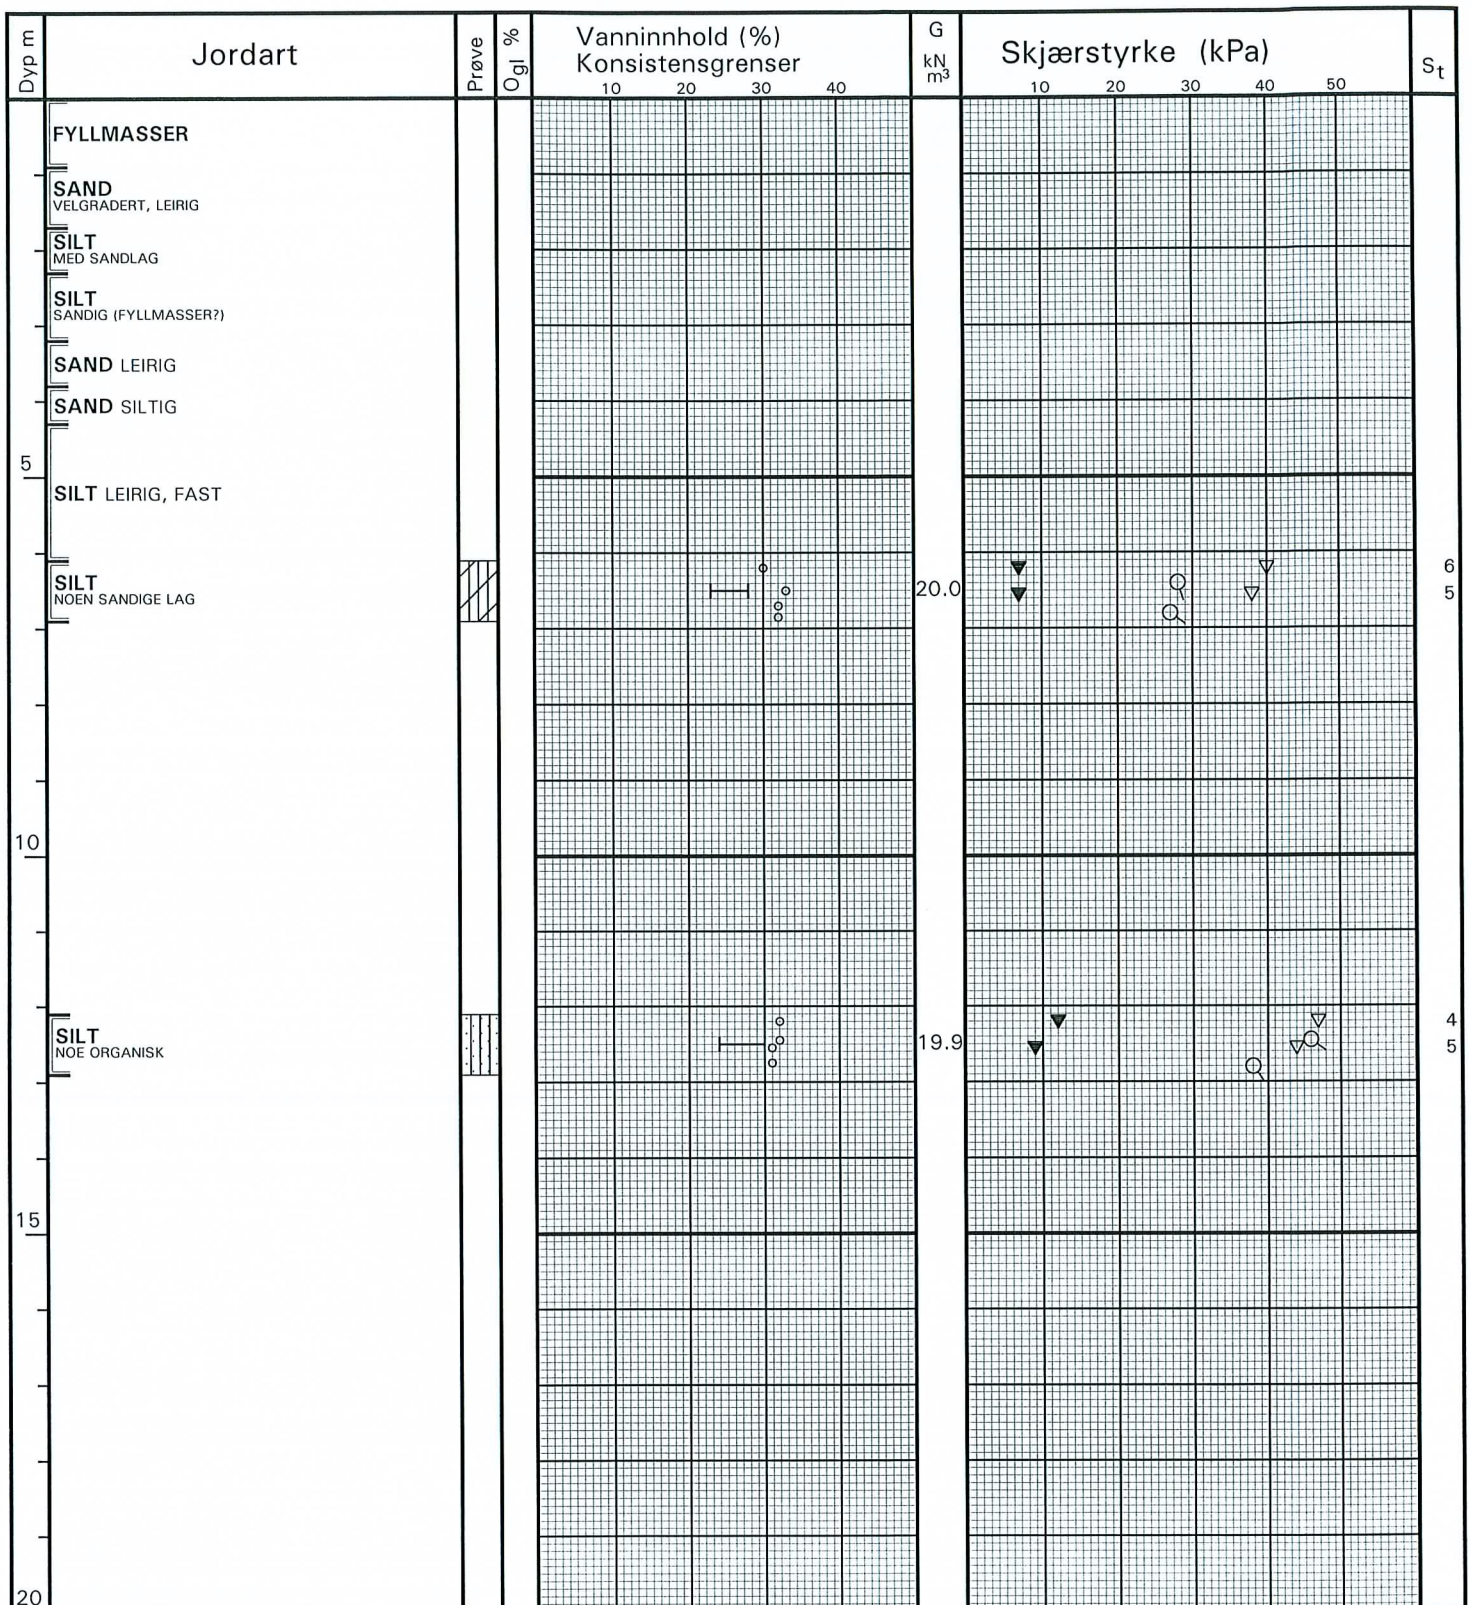 Dyp m
Jordart
Prøve
Ogl %
Vanninnhold (%)
Konsistensgrenser
10 20 30 40
G
kN
m³
Skjærstyrke (kPa)
10 20 30 40 50
St
FYLLMASSER
SAND
VELGRADERT, LEIRIG
SILT
MED SANDLAG
SILT
SANDIG (FYLLMASSER?)
SAND LEIRIG
SAND SILTIG
5
SILT LEIRIG, FAST
SILT
NOEN SANDIGE LAG
20.0
6
5
10
SILT
NOE ORGANISK
19.9
4
5
15
20